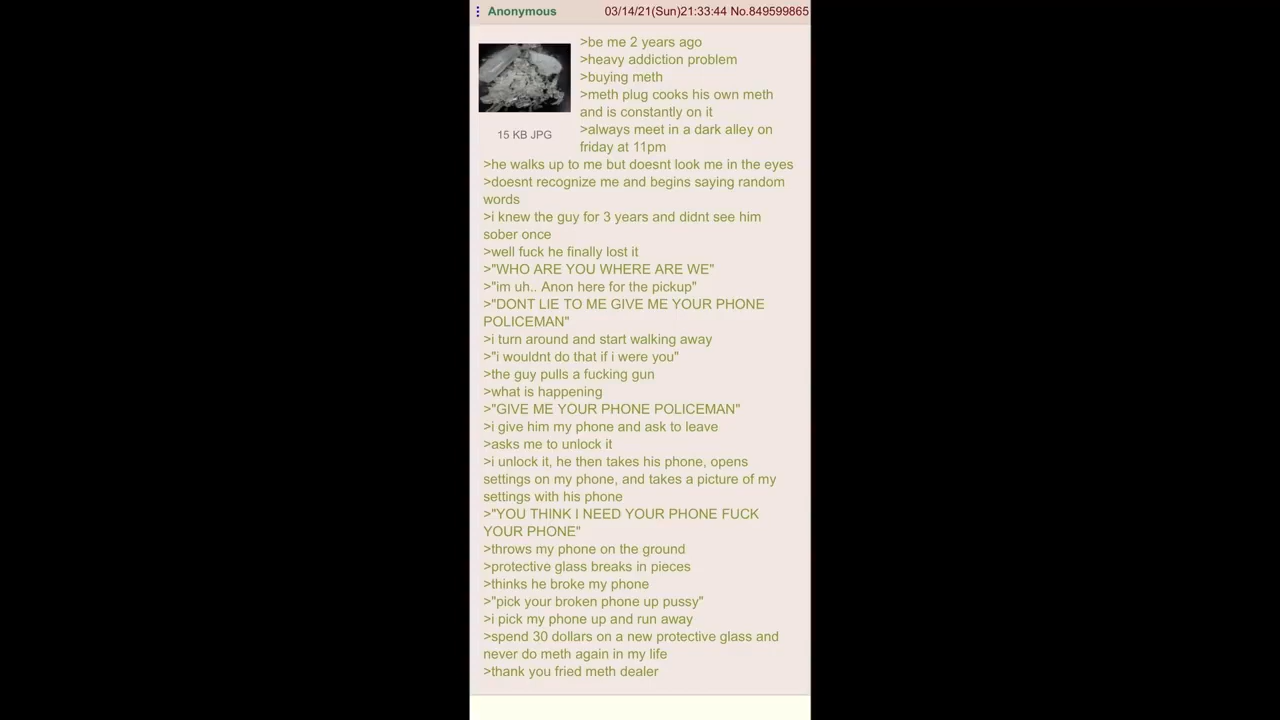 Anonymous 03/14/21(Sun)21:33:44 No.849599865
>be me 2 years ago
>heavy addiction problem
>buying meth
>meth plug cooks his own meth
and is constantly on it
>always meet in a dark alley on
friday at 11pm
15 KB JPG
>he walks up to me but doesnt look me in the eyes
>doesnt recognize me and begins saying random
words
>i knew the guy for 3 years and didnt see him
sober once
>well fuck he finally lost it
>"WHO ARE YOU WHERE ARE WE"
>"im uh.. Anon here for the pickup"
>"DONT LIE TO ME GIVE ME YOUR PHONE
POLICEMAN"
>i turn around and start walking away
>"i wouldnt do that if i were you"
>the guy pulls a fucking gun
>what is happening
>"GIVE ME YOUR PHONE POLICEMAN"
>i give him my phone and ask to leave
>asks me to unlock it
>i unlock it, he then takes his phone, opens
settings on my phone, and takes a picture of my
settings with his phone
>"YOU THINK I NEED YOUR PHONE FUCK
YOUR PHONE"
>throws my phone on the ground
>protective glass breaks in pieces
>thinks he broke my phone
>"pick your broken phone up pussy"
>i pick my phone up and run away
>spend 30 dollars on a new protective glass and
never do meth again in my life
>thank you fried meth dealer